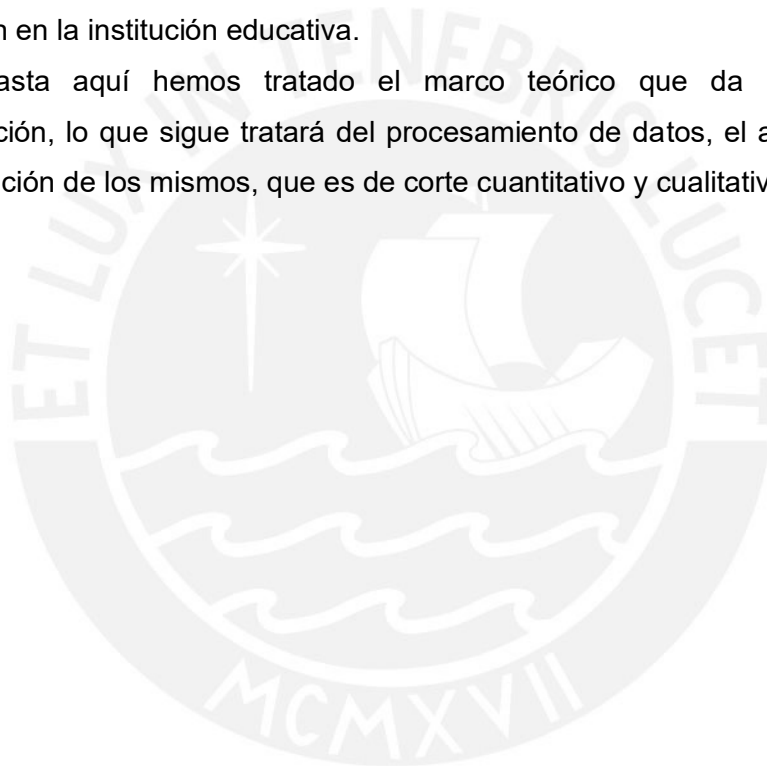 n en la institución educativa.
asta aquí hemos tratado el marco teórico que da
ción, lo que sigue tratará del procesamiento de datos, el a
ción de los mismos, que es de corte cuantitativo y cualitativ
ET LUX IN TENEBRIS LUCET
MCMXVII